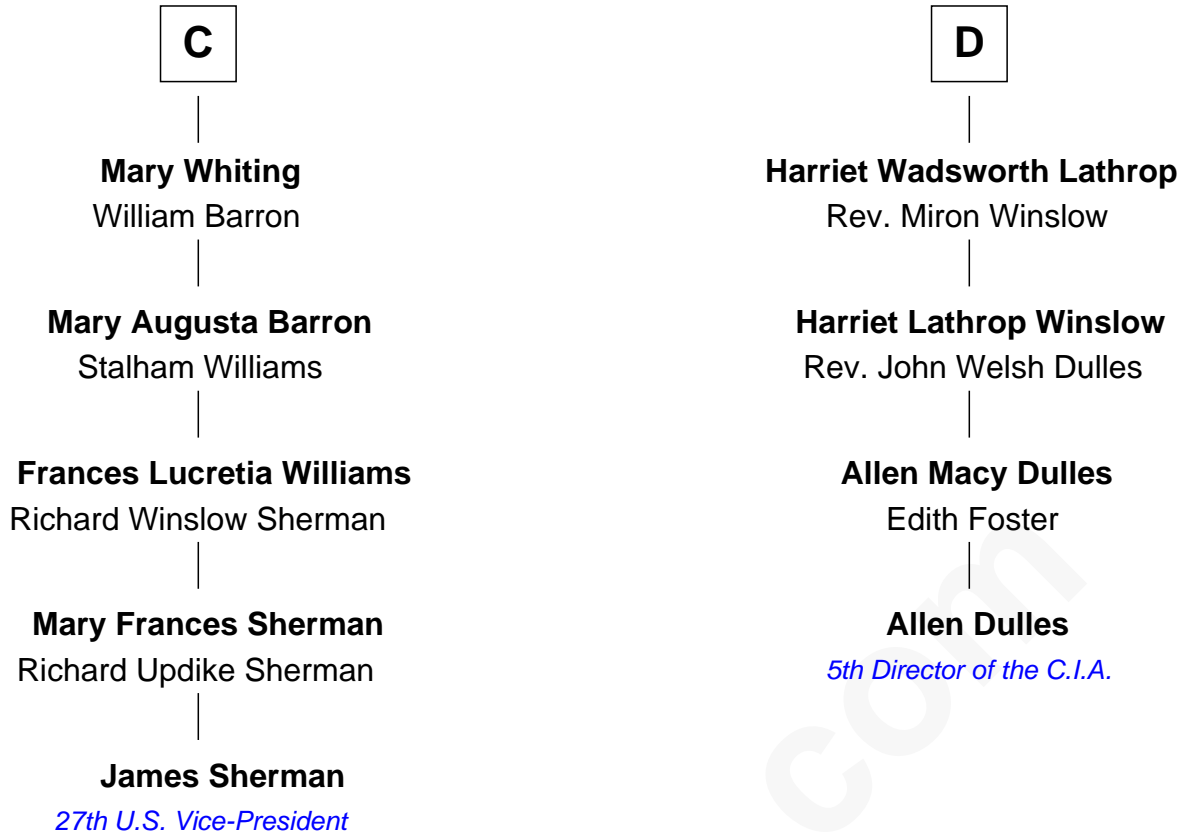 C
Mary Whiting
William Barron
Mary Augusta Barron
Stalham Williams
Frances Lucretia Williams
Richard Winslow Sherman
Mary Frances Sherman
Richard Updike Sherman
James Sherman
27th U.S. Vice-President
D
Harriet Wadsworth Lathrop
Rev. Miron Winslow
Harriet Lathrop Winslow
Rev. John Welsh Dulles
Allen Macy Dulles
Edith Foster
Allen Dulles
5th Director of the C.I.A.
com